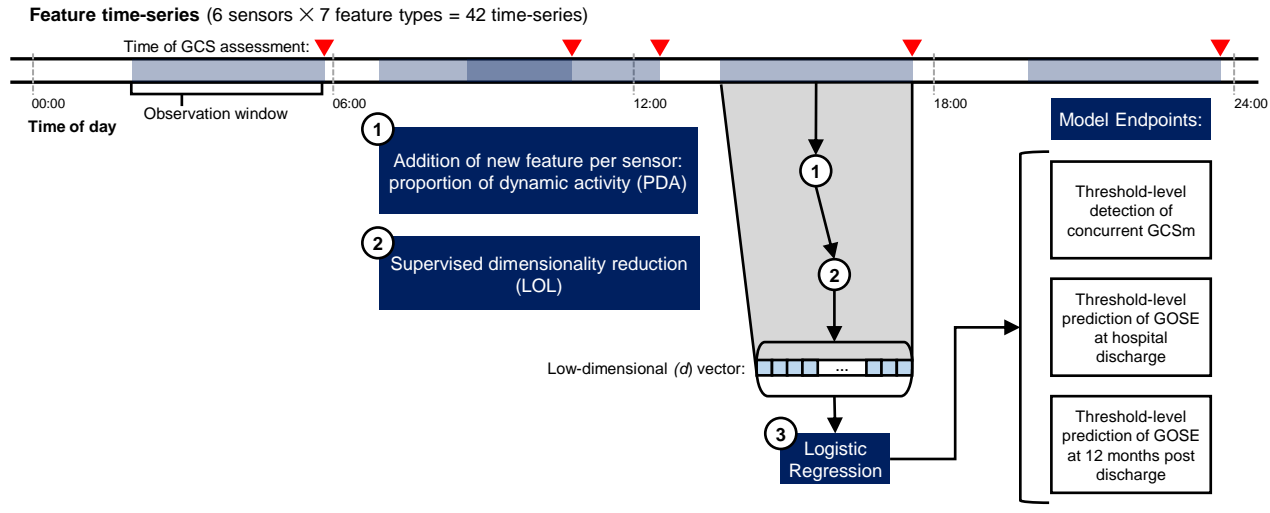 Feature time-series (6 sensors × 7 feature types = 42 time-series)
Time of GCS assessment:
00:00
06:00
12:00
18:00
24:00
Observation window
Time of day
1
Addition of new feature per sensor:
proportion of dynamic activity (PDA)
2
Supervised dimensionality reduction
(LOL)
1
2
Low-dimensional (d) vector:
...
3
Logistic
Regression
Model Endpoints:
Threshold-level
detection of
concurrent GCSm
Threshold-level
prediction of GOSE
at hospital
discharge
Threshold-level
prediction of GOSE
at 12 months post
discharge